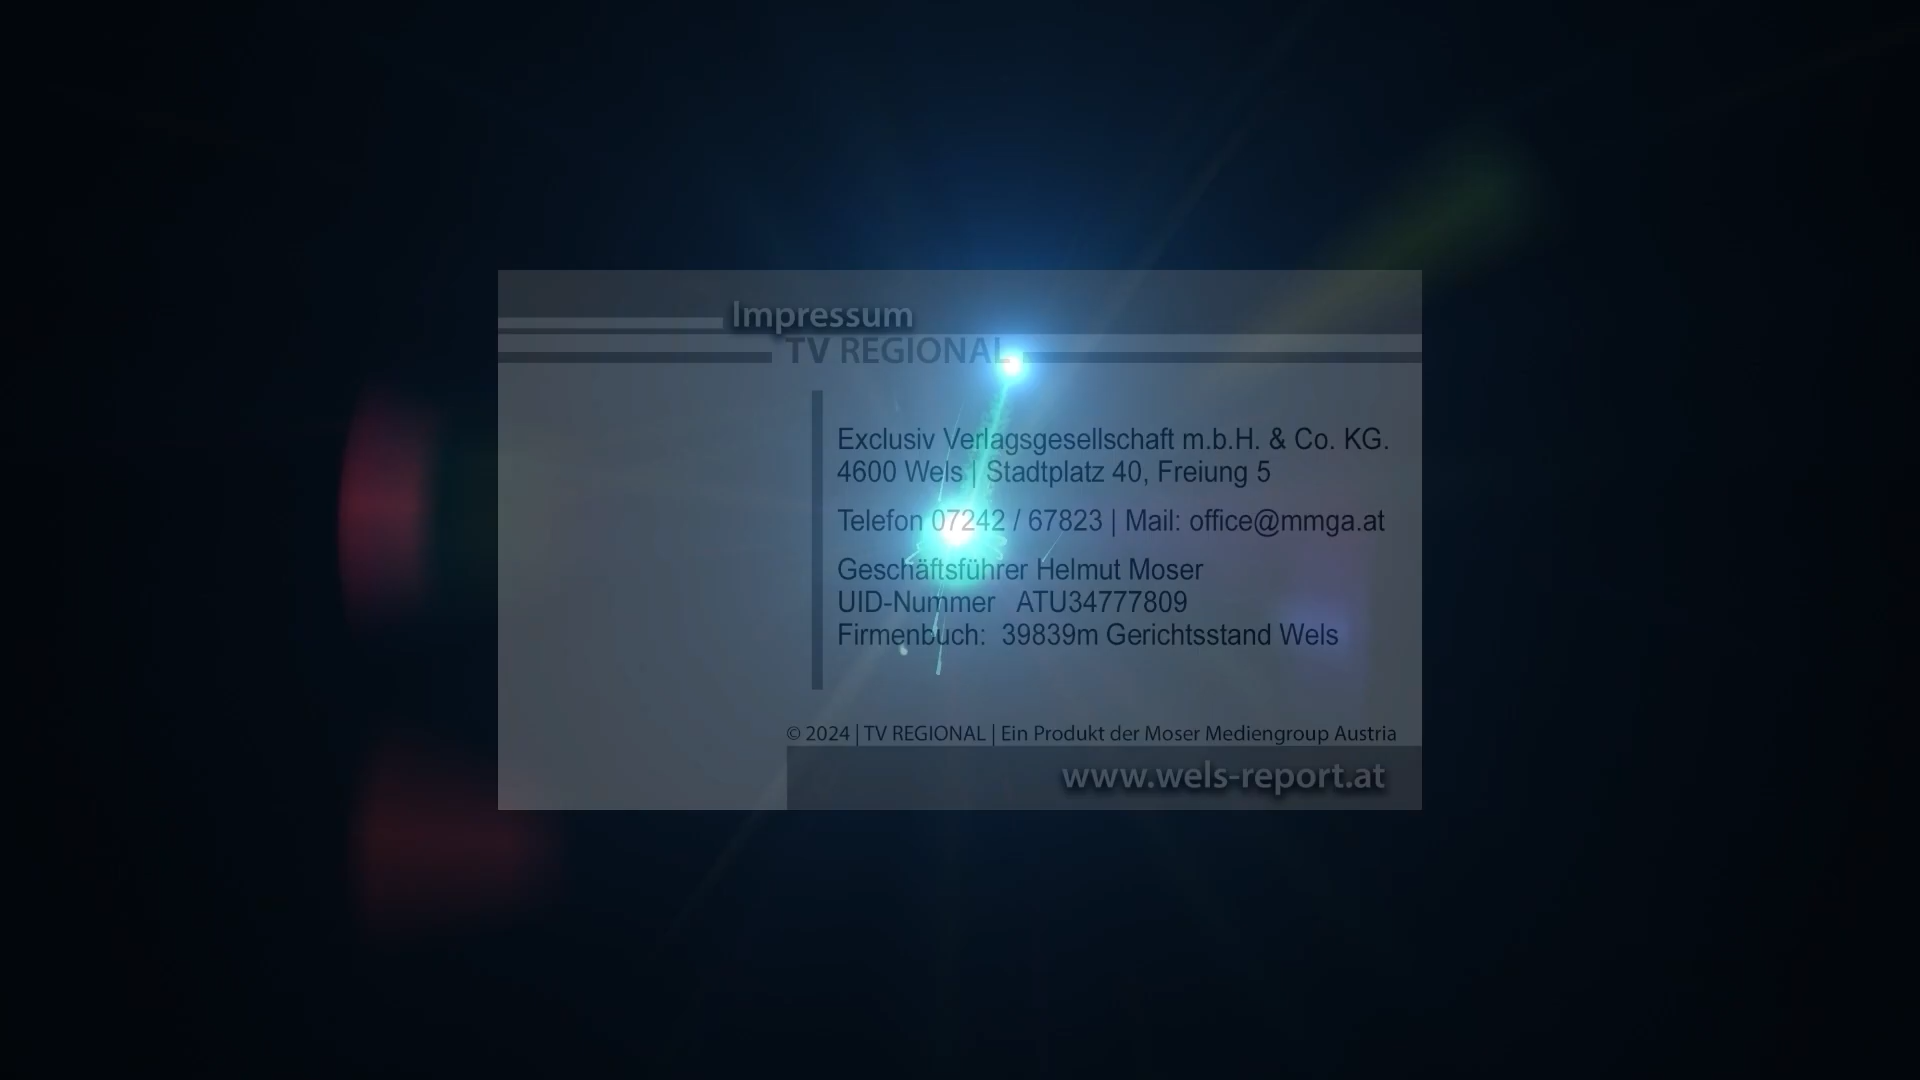 Impressum
TV REGIONAL
Exclusiv Verlagsgesellschaft m.b.H. & Co. KG.
4600 Wels | Stadtplatz 40, Freiung 5
Telefon 07242 / 67823 | Mail: office@mmga.at
Geschäftsführer Helmut Moser
UID-Nummer ATU34777809
Firmenbuch: 39839m Gerichtsstand Wels
© 2024 | TV REGIONAL | Ein Produkt der Moser Mediengroup Austria
www.wels-report.at